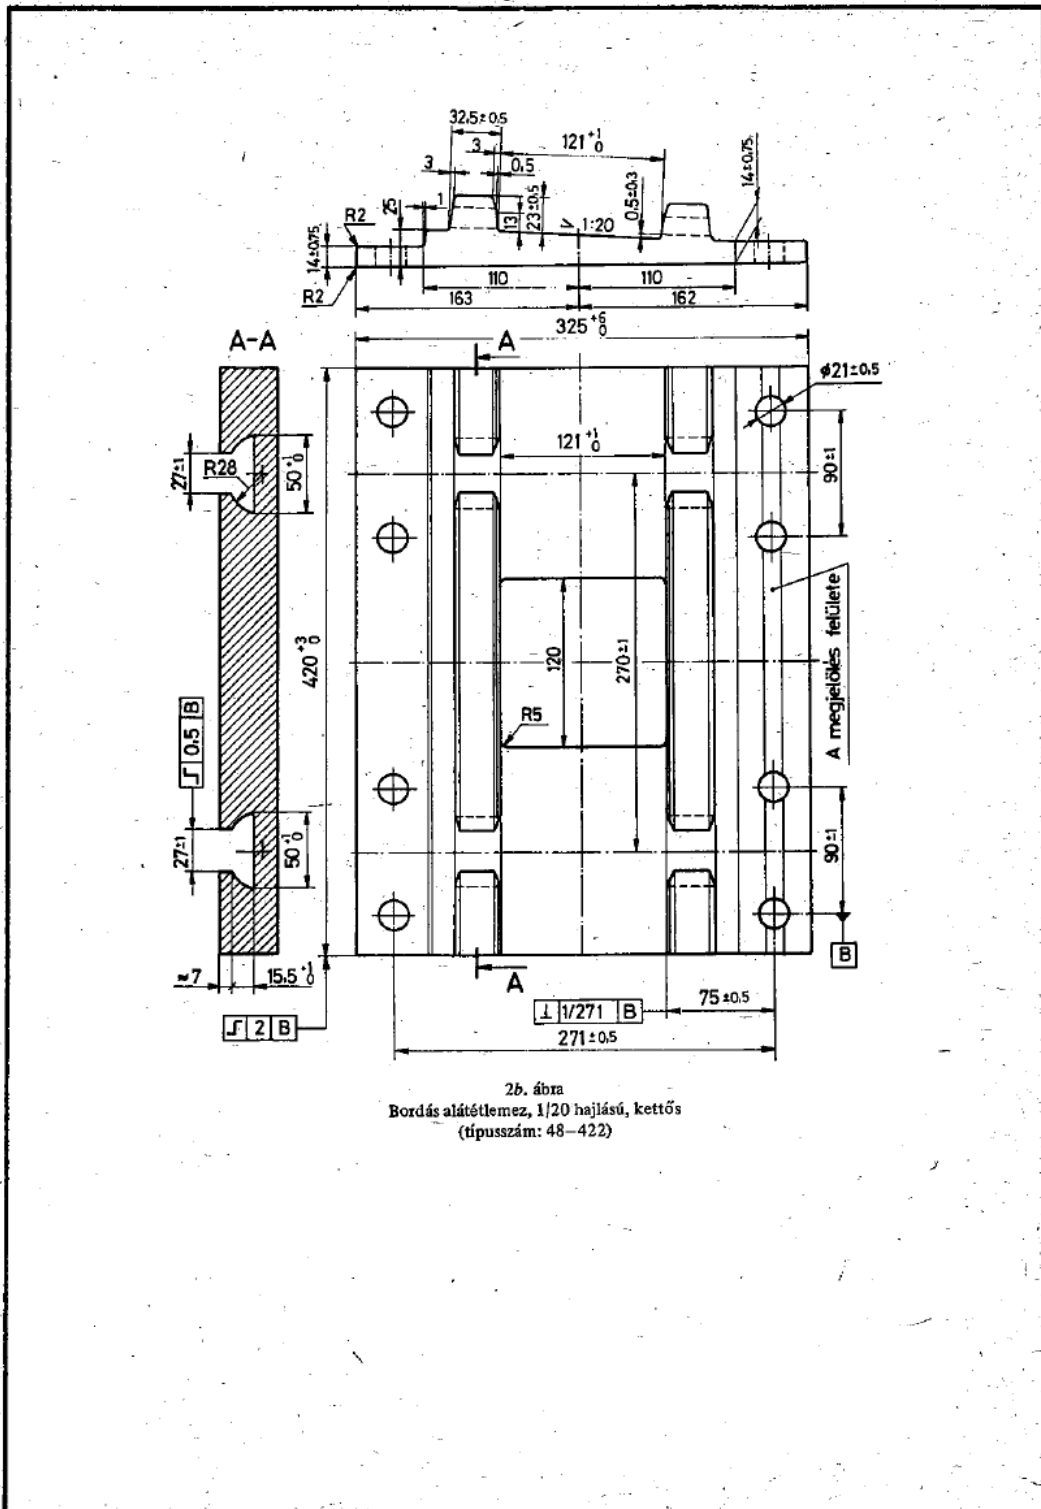 32.5±0.5
121 +1 0
3
3
0.5
14±0.75
R2
25
1
13
23±0.5
V 1:20
0.5±0.3
14±0.75
R2
110
110
163
162
325 +6 0
A-A
A
⌀21±0.5
27±1
R28
50 +1 0
121 +1 0
90±1
420 +3 0
120
270±1
A megjelölés felülete
R5
0.5 B
27±1
50 +1 0
90±1
B
≈7
15.5 +1 0
A
75±0.5
⊥ 1/271 B
2 B
271±0.5
2b. ábra
Bordás alátétlemez, 1/20 hajlású, kettős
(típusszám: 48–422)